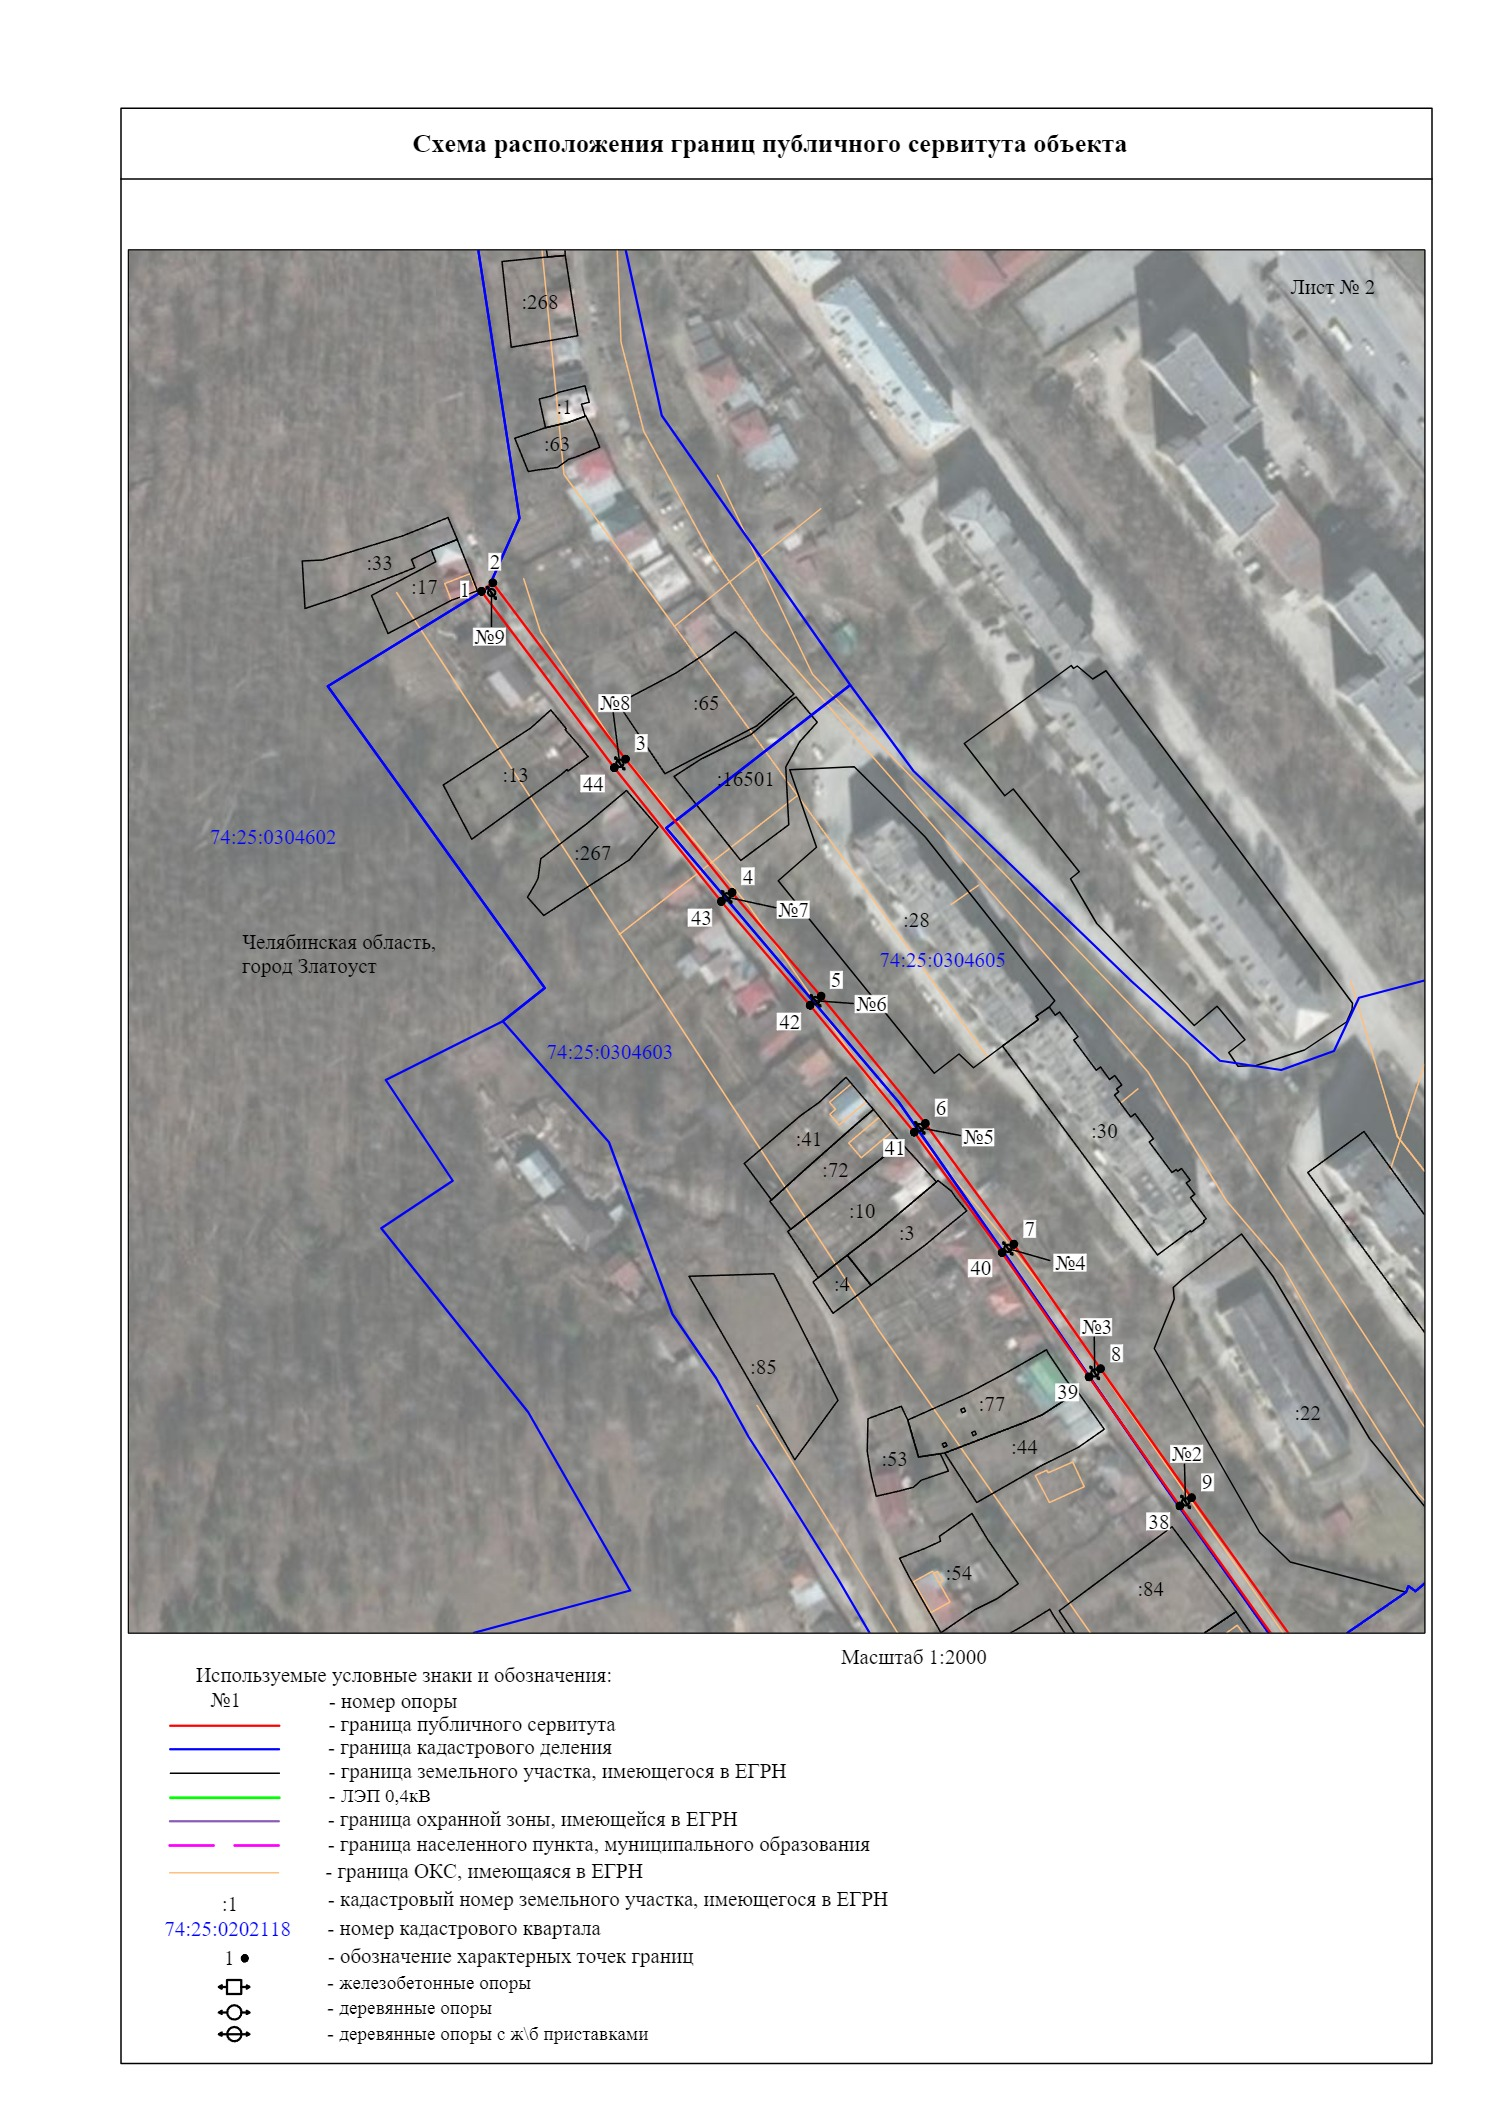 Схема расположения границ публичного сервитута объекта
Лист № 2
:268
:1
:63
:33
:17
1
2
№9
№8
3
:65
44
:13
:16501
74:25:0304602
:267
4
43
№7
:28
Челябинская область,
город Златоуст
74:25:0304605
5
№6
42
74:25:0304603
6
№5
41
:41
:30
:72
:10
:3
7
№4
40
:4
№3
8
:85
39
:77
:22
:44
:53
№2
9
38
:54
:84
Масштаб 1:2000
Используемые условные знаки и обозначения:
№1 - номер опоры
- граница публичного сервитута
- граница кадастрового деления
- граница земельного участка, имеющегося в ЕГРН
- ЛЭП 0,4кВ
- граница охранной зоны, имеющейся в ЕГРН
- граница населенного пункта, муниципального образования
- граница ОКС, имеющаяся в ЕГРН
:1 - кадастровый номер земельного участка, имеющегося в ЕГРН
74:25:0202118 - номер кадастрового квартала
1 - обозначение характерных точек границ
- железобетонные опоры
- деревянные опоры
- деревянные опоры с ж\б приставками